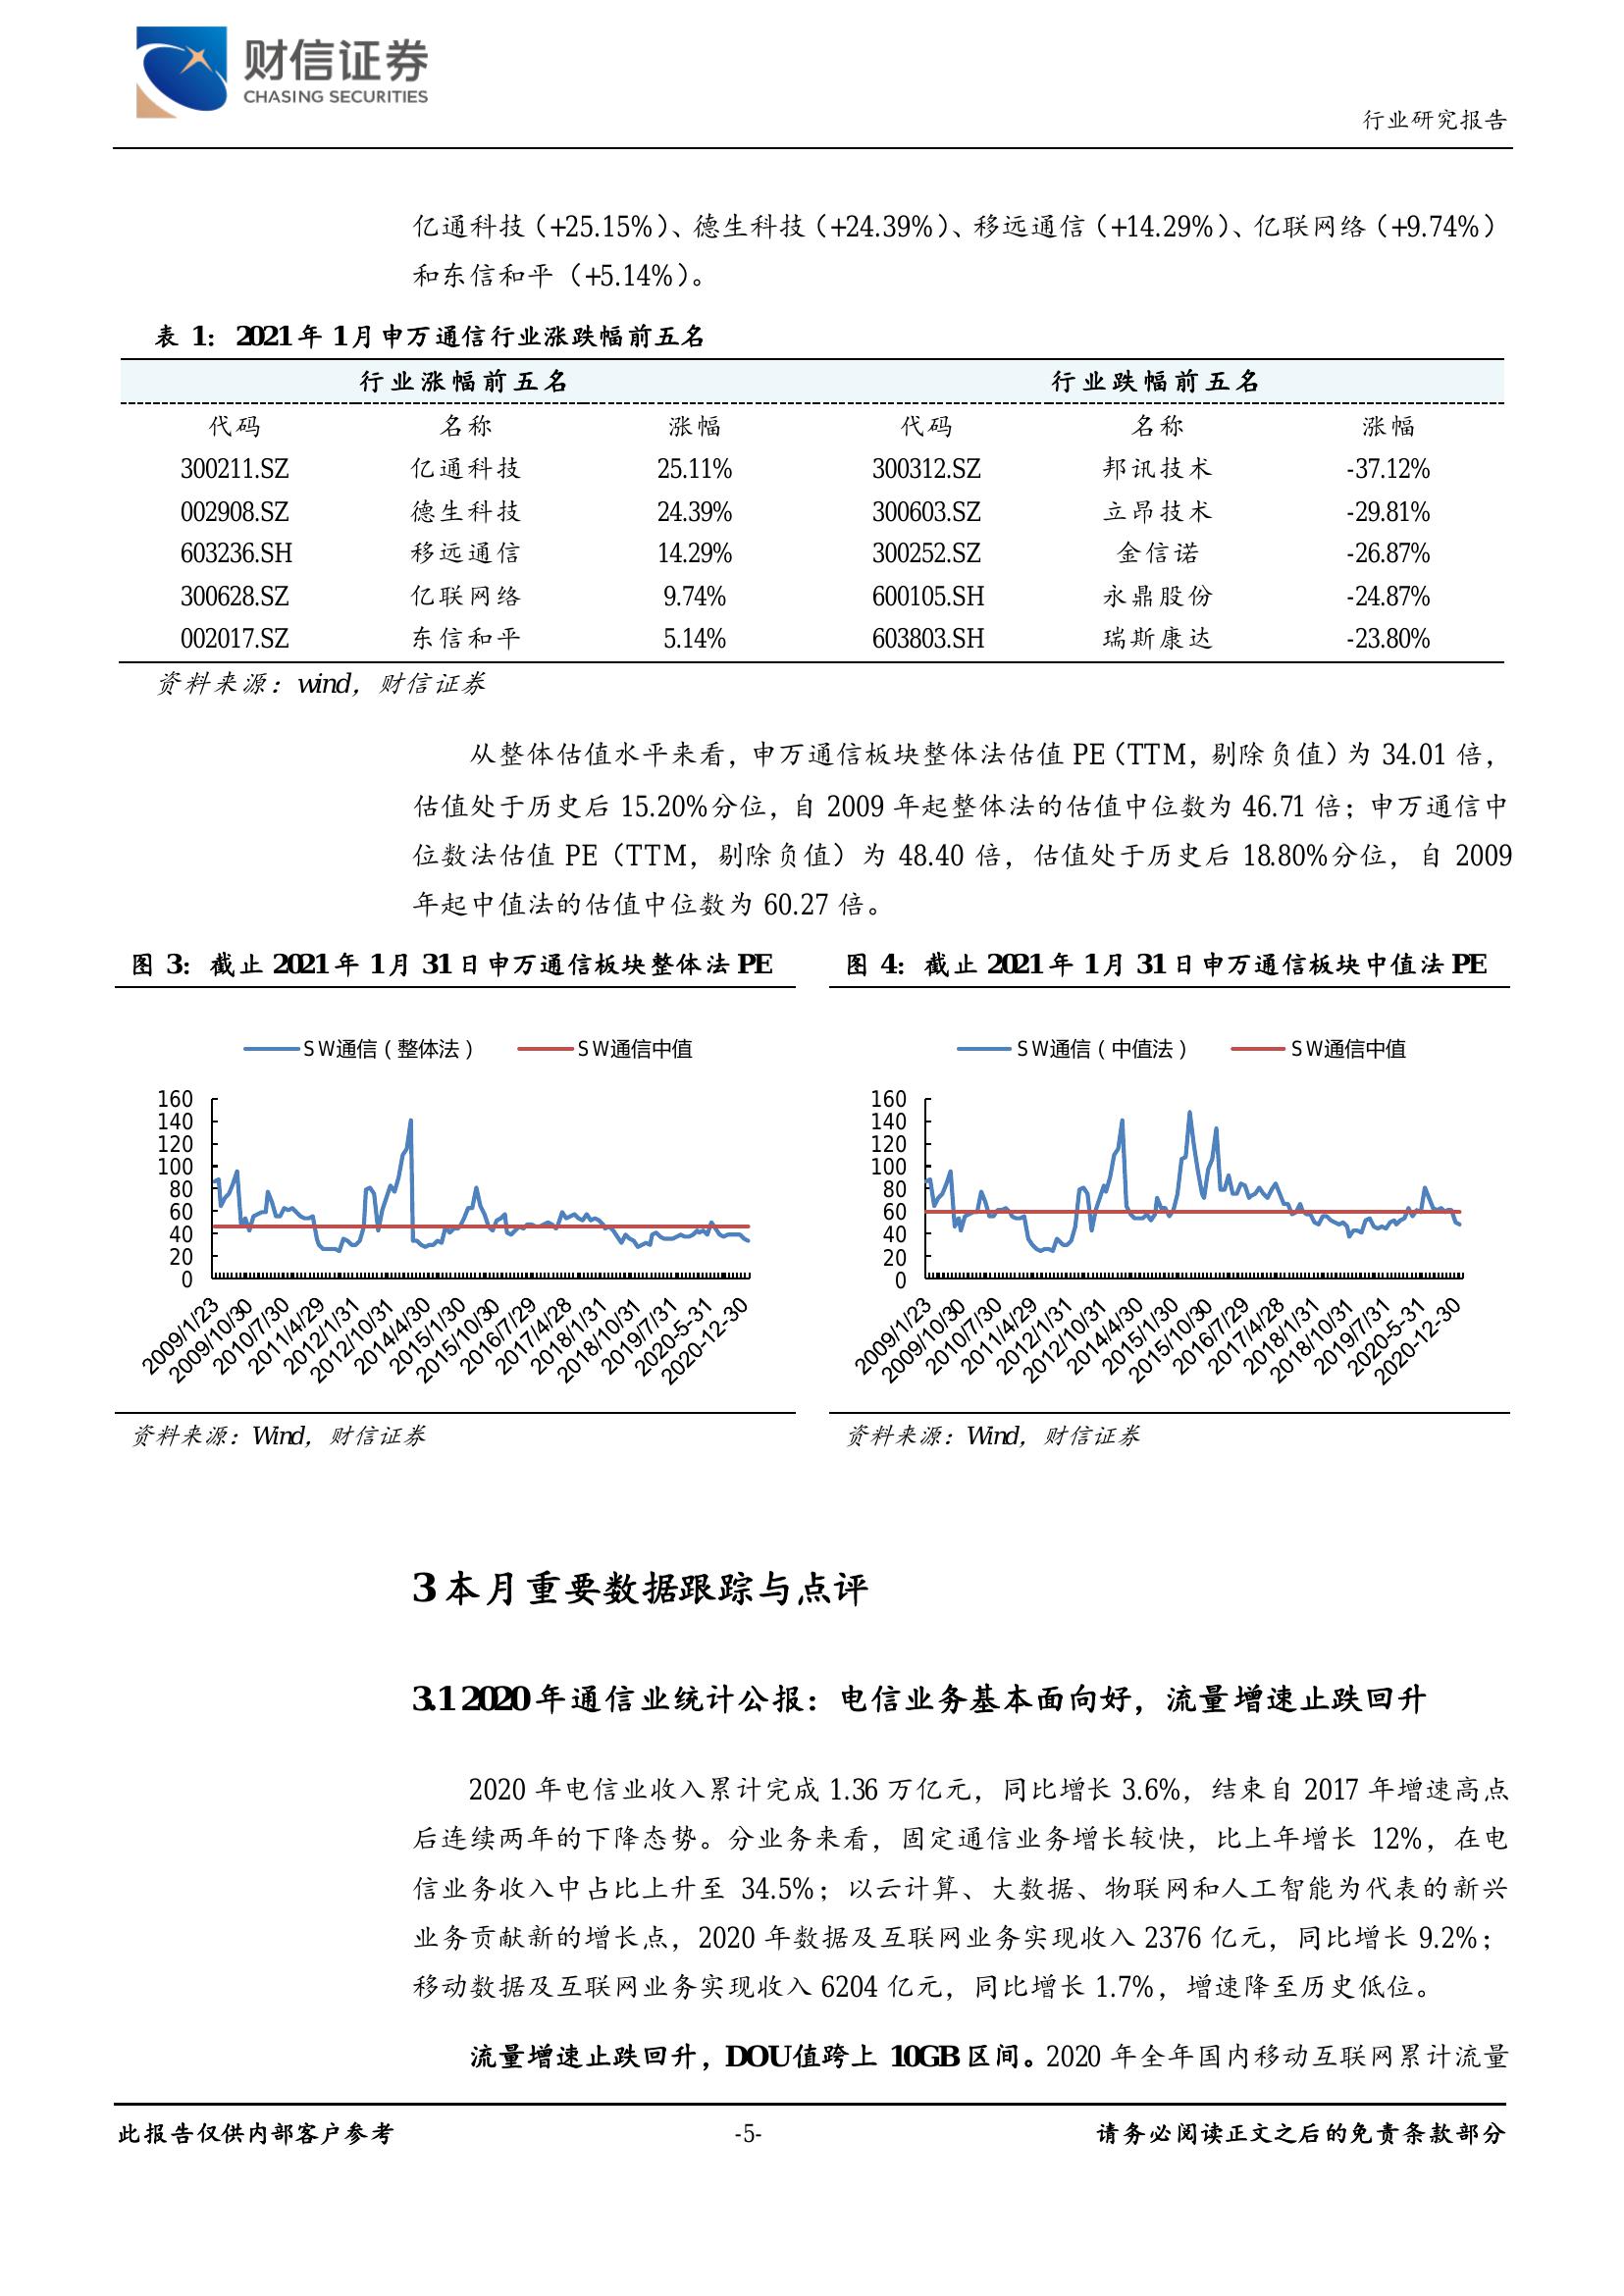 财信证券
CHASING SECURITIES
行业研究报告
亿通科技（+25.15%）、德生科技（+24.39%）、移远通信（+14.29%）、亿联网络（+9.74%）
和东信和平（+5.14%）。
表 1：2021 年 1 月申万通信行业涨跌幅前五名
行业涨幅前五名 行业跌幅前五名
代码 名称 涨幅 代码 名称 涨幅
300211.SZ 亿通科技 25.11% 300312.SZ 邦讯技术 -37.12%
002908.SZ 德生科技 24.39% 300603.SZ 立昂技术 -29.81%
603236.SH 移远通信 14.29% 300252.SZ 金信诺 -26.87%
300628.SZ 亿联网络 9.74% 600105.SH 永鼎股份 -24.87%
002017.SZ 东信和平 5.14% 603803.SH 瑞斯康达 -23.80%
资料来源：wind，财信证券
从整体估值水平来看，申万通信板块整体法估值 PE（TTM，剔除负值）为 34.01 倍，
估值处于历史后 15.20%分位，自 2009 年起整体法的估值中位数为 46.71 倍；申万通信中
位数法估值 PE（TTM，剔除负值）为 48.40 倍，估值处于历史后 18.80%分位，自 2009
年起中值法的估值中位数为 60.27 倍。
图 3：截止 2021 年 1 月 31 日申万通信板块整体法 PE
SW通信（整体法） SW通信中值
160
140
120
100
80
60
40
20
0
2009/1/23 2009/10/30 2010/7/30 2011/4/29 2012/1/31 2012/10/31 2014/4/30 2015/1/30 2015/10/30 2016/7/29 2017/4/28 2018/1/31 2018/10/31 2019/7/31 2020-5-31 2020-12-30
资料来源：Wind，财信证券
图 4：截止 2021 年 1 月 31 日申万通信板块中值法 PE
SW通信（中值法） SW通信中值
160
140
120
100
80
60
40
20
0
2009/1/23 2009/10/30 2010/7/30 2011/4/29 2012/1/31 2012/10/31 2014/4/30 2015/1/30 2015/10/30 2016/7/29 2017/4/28 2018/1/31 2018/10/31 2019/7/31 2020-5-31 2020-12-30
资料来源：Wind，财信证券
3 本月重要数据跟踪与点评
3.1 2020 年通信业统计公报：电信业务基本面向好，流量增速止跌回升
2020 年电信业收入累计完成 1.36 万亿元，同比增长 3.6%，结束自 2017 年增速高点
后连续两年的下降态势。分业务来看，固定通信业务增长较快，比上年增长 12%，在电
信业务收入中占比上升至 34.5%；以云计算、大数据、物联网和人工智能为代表的新兴
业务贡献新的增长点，2020 年数据及互联网业务实现收入 2376 亿元，同比增长 9.2%；
移动数据及互联网业务实现收入 6204 亿元，同比增长 1.7%，增速降至历史低位。
流量增速止跌回升，DOU值跨上 10GB 区间。2020 年全年国内移动互联网累计流量
此报告仅供内部客户参考 -5- 请务必阅读正文之后的免责条款部分